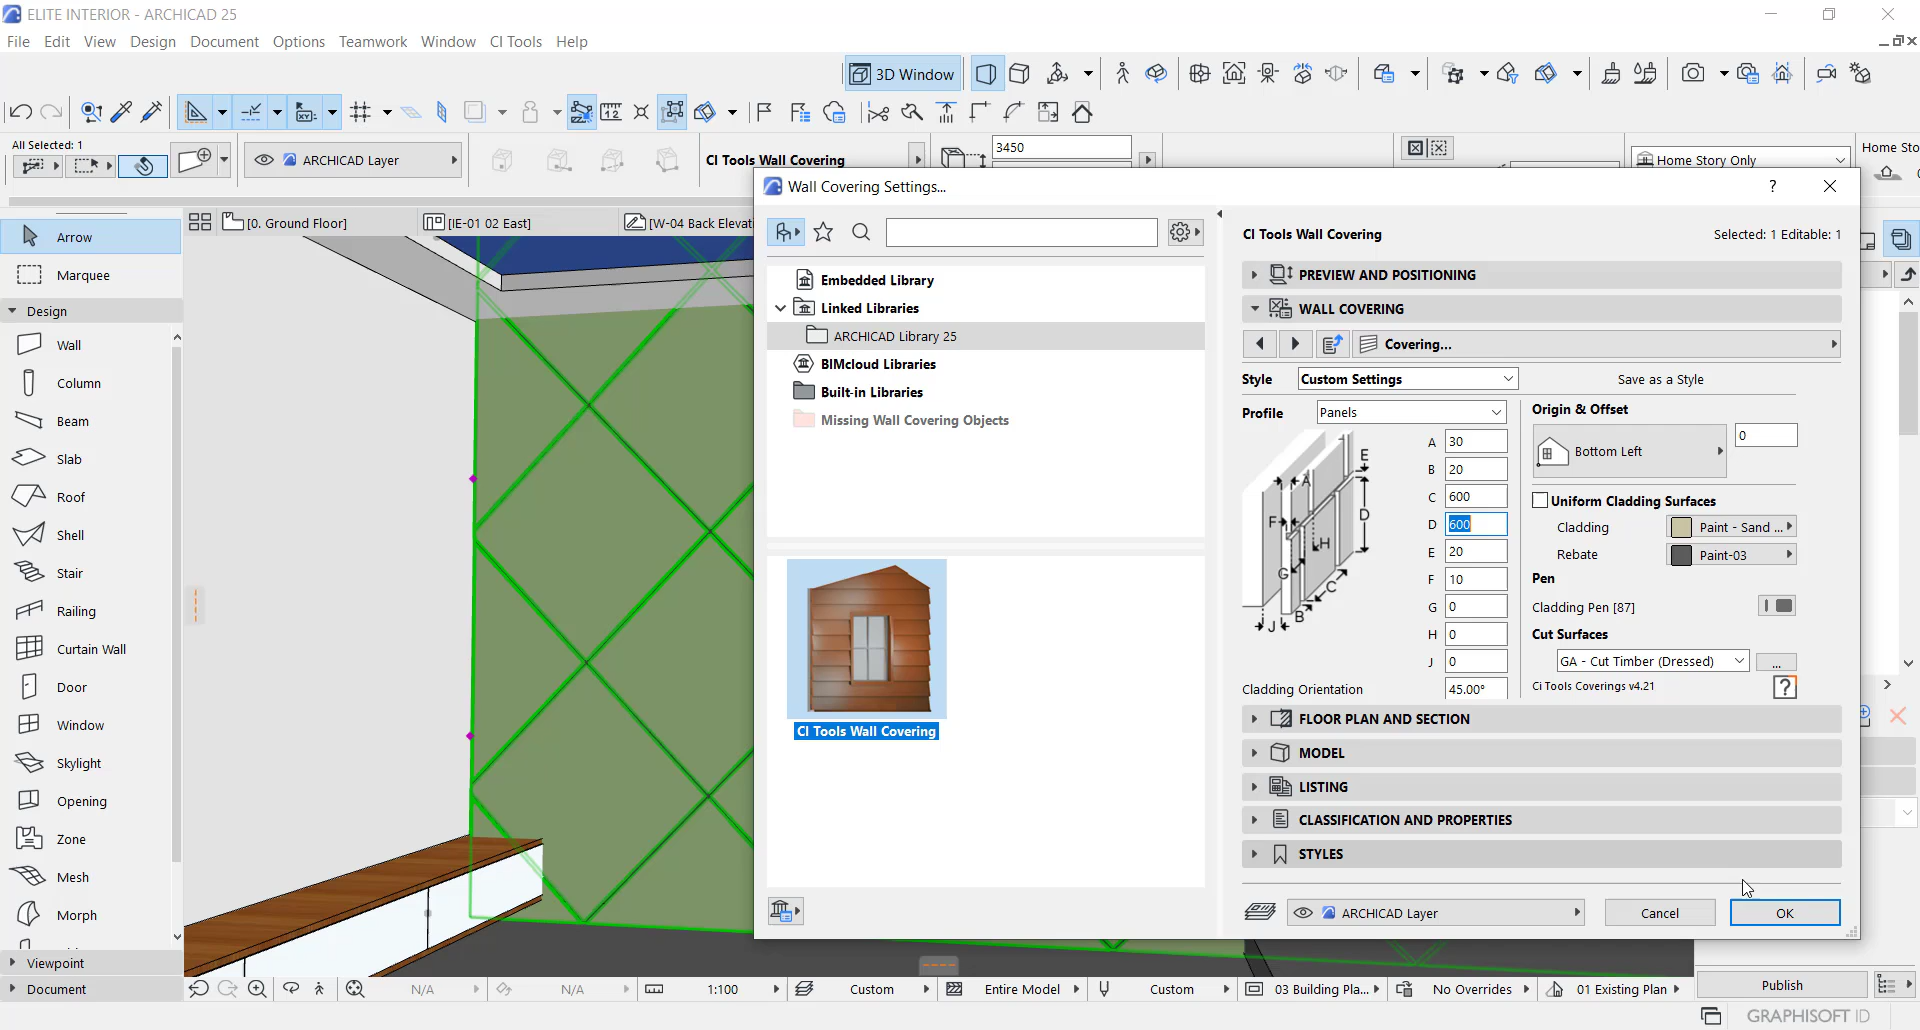 ELITE INTERIOR - ARCHICAD 25
File Edit View Design Document Options Teamwork Window CI Tools Help
3D Window
All Selected: 1
ARCHICAD Layer
CI Tools Wall Covering
3450
Home Story Only
Home Sto
[0. Ground Floor]
[IE-01 02 East]
[W-04 Back Elevat
Arrow
Marquee
Design
Wall
Column
Beam
Slab
Roof
Shell
Stair
Railing
Curtain Wall
Door
Window
Skylight
Opening
Zone
Mesh
Morph
Viewpoint
Document
Wall Covering Settings...
?
Embedded Library
Linked Libraries
ARCHICAD Library 25
BIMcloud Libraries
Built-in Libraries
Missing Wall Covering Objects
CI Tools Wall Covering
CI Tools Wall Covering
Selected: 1 Editable: 1
PREVIEW AND POSITIONING
WALL COVERING
Covering...
Style Custom Settings Save as a Style
Profile Panels
A 30
B 20
C 600
D 600
E 20
F 10
G 0
H 0
J 0
Cladding Orientation 45.00°
A
E
F
D
H
G
C
B
J
Origin & Offset
Bottom Left
0
Uniform Cladding Surfaces
Cladding Paint - Sand ...
Rebate Paint-03
Pen
Cladding Pen [87]
Cut Surfaces
GA - Cut Timber (Dressed) ...
Ci Tools Coverings v4.21
?
FLOOR PLAN AND SECTION
MODEL
LISTING
CLASSIFICATION AND PROPERTIES
STYLES
ARCHICAD Layer
Cancel
OK
N/A
N/A
1:100
Custom
Entire Model
Custom
03 Building Pla...
No Overrides
01 Existing Plan
Publish
GRAPHISOFT ID